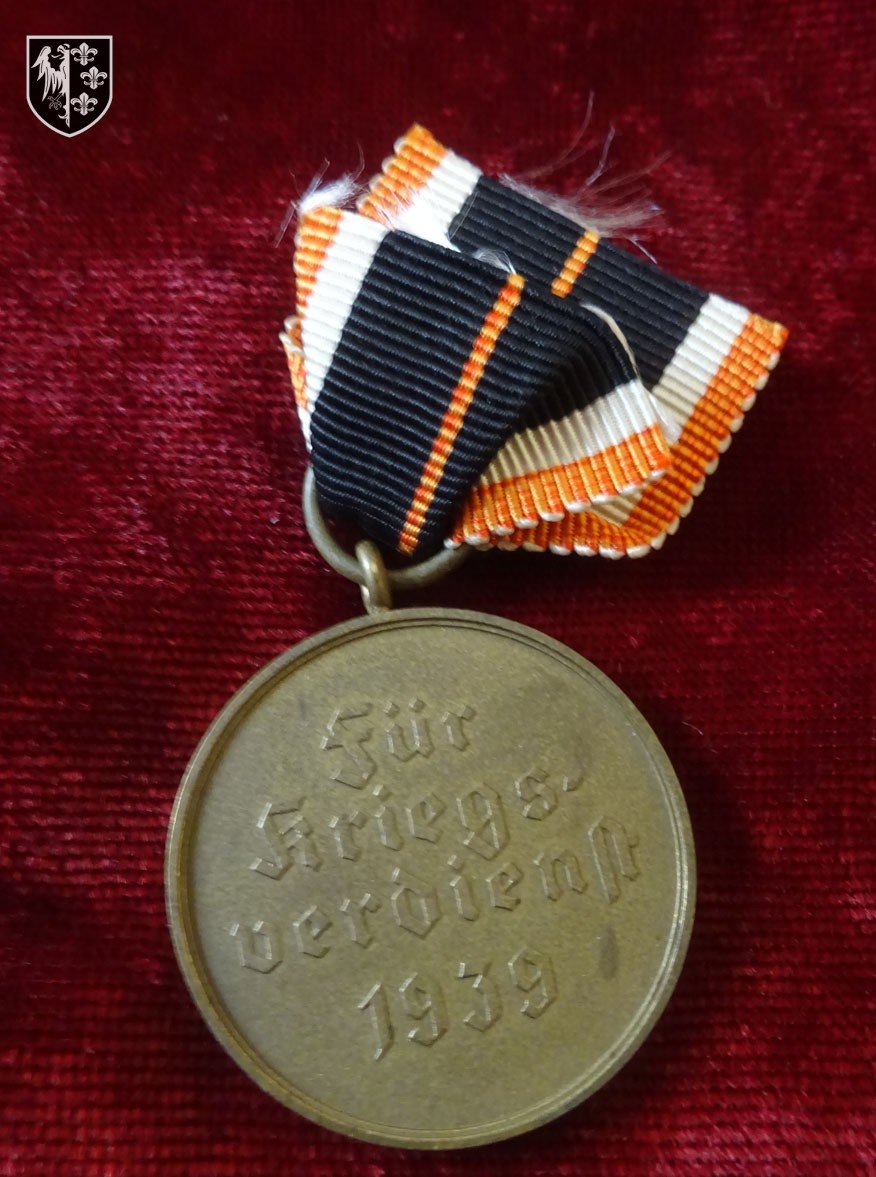 Für
Kriegs-
verdienst
1939